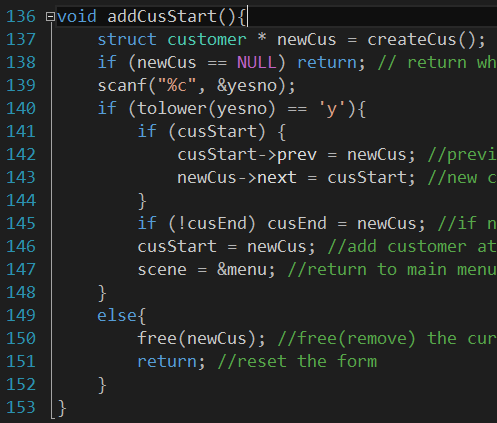 136 void addCusStart(){
137 struct customer * newCus = createCus();
138 if (newCus == NULL) return; // return wh
139 scanf("%c", &yesno);
140 if (tolower(yesno) == 'y'){
141 if (cusStart) {
142 cusStart->prev = newCus; //previ
143 newCus->next = cusStart; //new c
144 }
145 if (!cusEnd) cusEnd = newCus; //if n
146 cusStart = newCus; //add customer at
147 scene = &menu; //return to main menu
148 }
149 else{
150 free(newCus); //free(remove) the cur
151 return; //reset the form
152 }
153 }